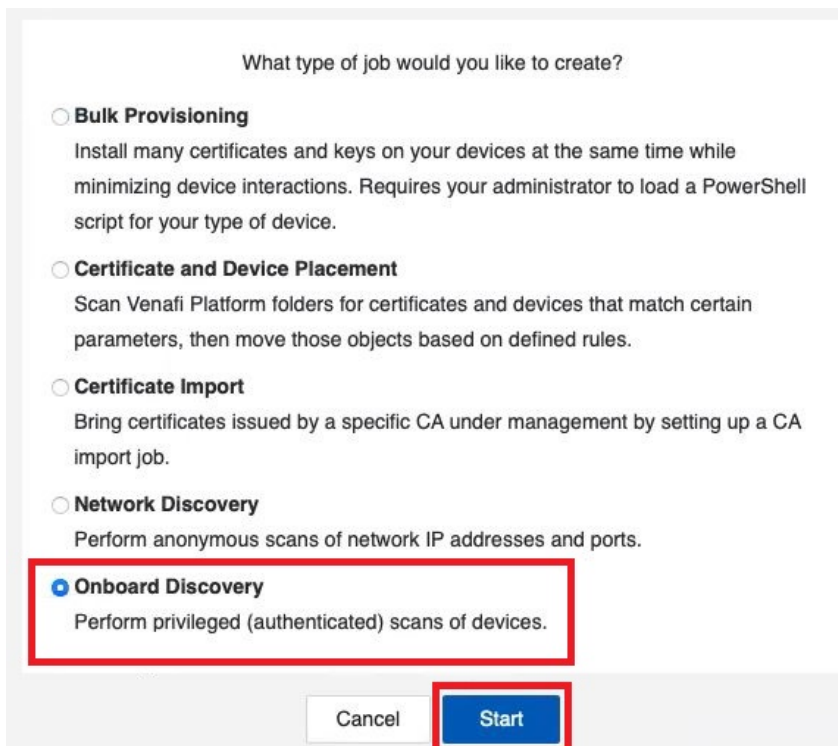 What type of job would you like to create?
Bulk Provisioning
Install many certificates and keys on your devices at the same time while
minimizing device interactions. Requires your administrator to load a PowerShell
script for your type of device.
Certificate and Device Placement
Scan Venafi Platform folders for certificates and devices that match certain
parameters, then move those objects based on defined rules.
Certificate Import
Bring certificates issued by a specific CA under management by setting up a CA
import job.
Network Discovery
Perform anonymous scans of network IP addresses and ports.
Onboard Discovery
Perform privileged (authenticated) scans of devices.
Cancel Start